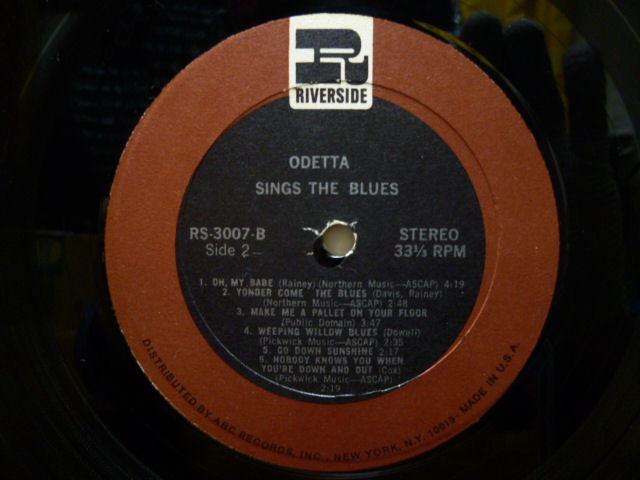 R
RIVERSIDE
ODETTA
SINGS THE BLUES
RS-3007-B STEREO
Side 2 33⅓ RPM
1. OH, MY BABE (Rainey) (Northern Music—ASCAP) 4:19
2. YONDER COME THE BLUES (Davis, Rainey)
(Northern Music—ASCAP) 2:48
3. MAKE ME A PALLET ON YOUR FLOOR
(Public Domain) 3:47
4. WEEPING WILLOW BLUES (Dowell)
(Pickwick Music—ASCAP) 2:35
5. GO DOWN SUNSHINE 2:17
6. NOBODY KNOWS YOU WHEN
YOU'RE DOWN AND OUT (Cox)
(Pickwick Music—ASCAP)
2:19
DISTRIBUTED BY ABC RECORDS, INC., NEW YORK, N.Y. 10019 - MADE IN U.S.A.